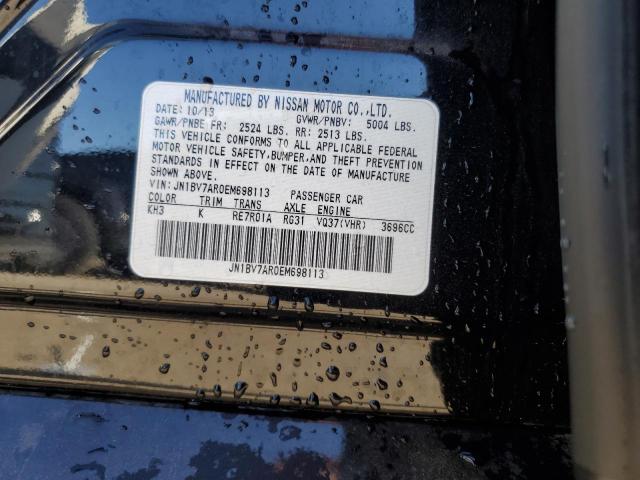 MANUFACTURED BY NISSAN MOTOR CO.,LTD.
DATE: 10/13 GVWR/PNBV: 5004 LBS.
GAWR/PNBE FR: 2524 LBS. RR: 2513 LBS.
THIS VEHICLE CONFORMS TO ALL APPLICABLE FEDERAL
MOTOR VEHICLE SAFETY,BUMPER,AND THEFT PREVENTION
STANDARDS IN EFFECT ON THE DATE OF MANUFACTURE
SHOWN ABOVE.
VIN: JN1BV7AR0EM698113 PASSENGER CAR
COLOR TRIM TRANS AXLE ENGINE
KH3 K RE7R01A RG31 VQ37(VHR) 3696CC
JN1BV7AR0EM698113